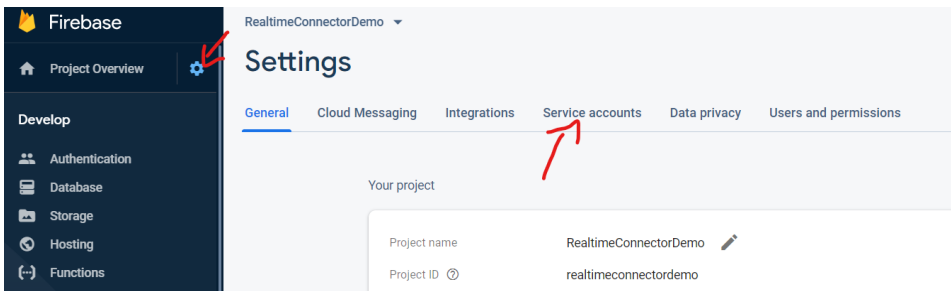 Firebase
Project Overview
Develop
Authentication
Database
Storage
Hosting
Functions
RealtimeConnectorDemo
Settings
General Cloud Messaging Integrations Service accounts Data privacy Users and permissions
Your project
Project name RealtimeConnectorDemo
Project ID realtimeconnectordemo